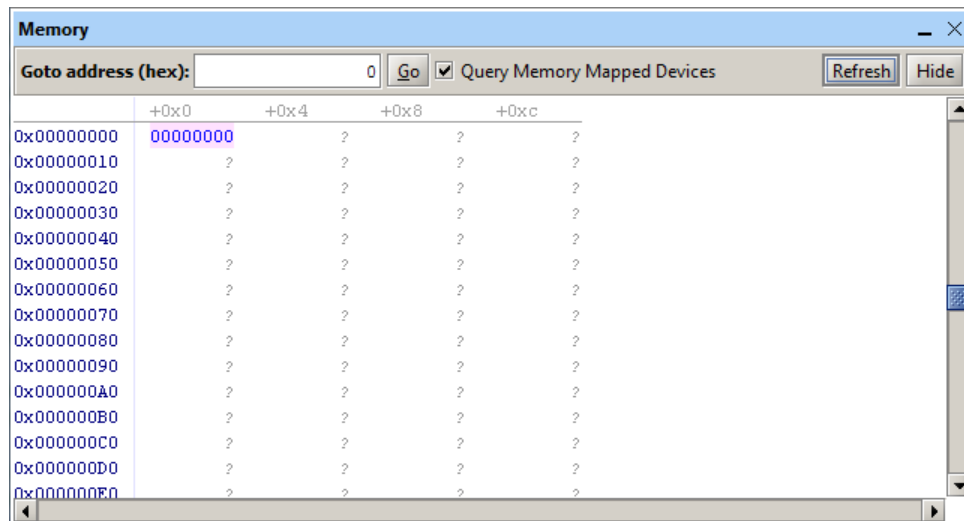 Memory
Goto address (hex): 0 Go Query Memory Mapped Devices Refresh Hide
+0x0 +0x4 +0x8 +0xc
0x00000000 00000000 ? ? ?
0x00000010 ? ? ? ?
0x00000020 ? ? ? ?
0x00000030 ? ? ? ?
0x00000040 ? ? ? ?
0x00000050 ? ? ? ?
0x00000060 ? ? ? ?
0x00000070 ? ? ? ?
0x00000080 ? ? ? ?
0x00000090 ? ? ? ?
0x000000A0 ? ? ? ?
0x000000B0 ? ? ? ?
0x000000C0 ? ? ? ?
0x000000D0 ? ? ? ?
0x000000E0 ? ? ? ?